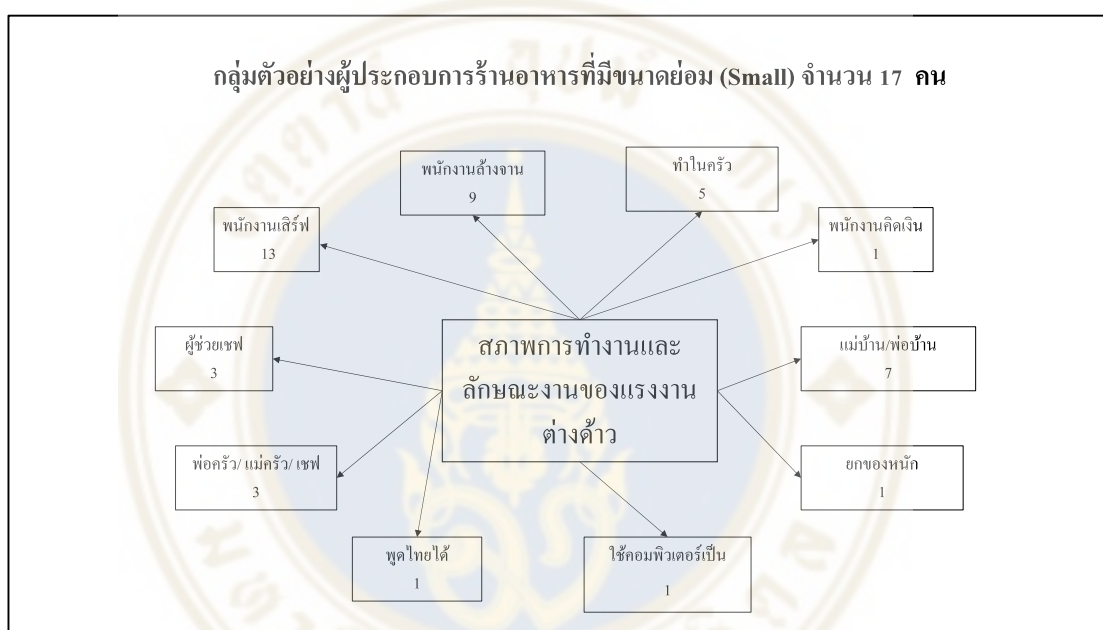 กลุ่มตัวอย่างผู้ประกอบการร้านอาหารที่มีขนาดย่อม (Small) จำนวน 17 คน
พนักงานล้างจาน
9
ทำในครัว
5
พนักงานเสิร์ฟ
13
พนักงานคิดเงิน
1
ผู้ช่วยเชฟ
3
สภาพการทำงานและ
ลักษณะงานของแรงงาน
ต่างด้าว
แม่บ้าน/พ่อบ้าน
7
พ่อครัว/ แม่ครัว/ เชฟ
3
ยกของหนัก
1
พูดไทยได้
1
ใช้คอมพิวเตอร์เป็น
1